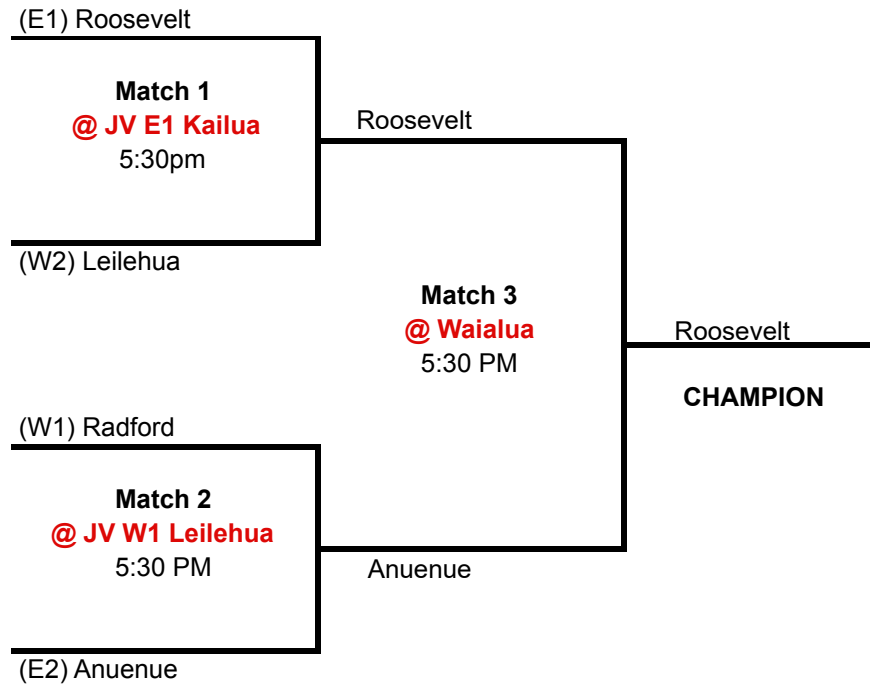 (E1) Roosevelt
Match 1
@ JV E1 Kailua
5:30pm
Roosevelt
(W2) Leilehua
Match 3
@ Waialua
5:30 PM
Roosevelt
CHAMPION
(W1) Radford
Match 2
@ JV W1 Leilehua
5:30 PM
Anuenue
(E2) Anuenue